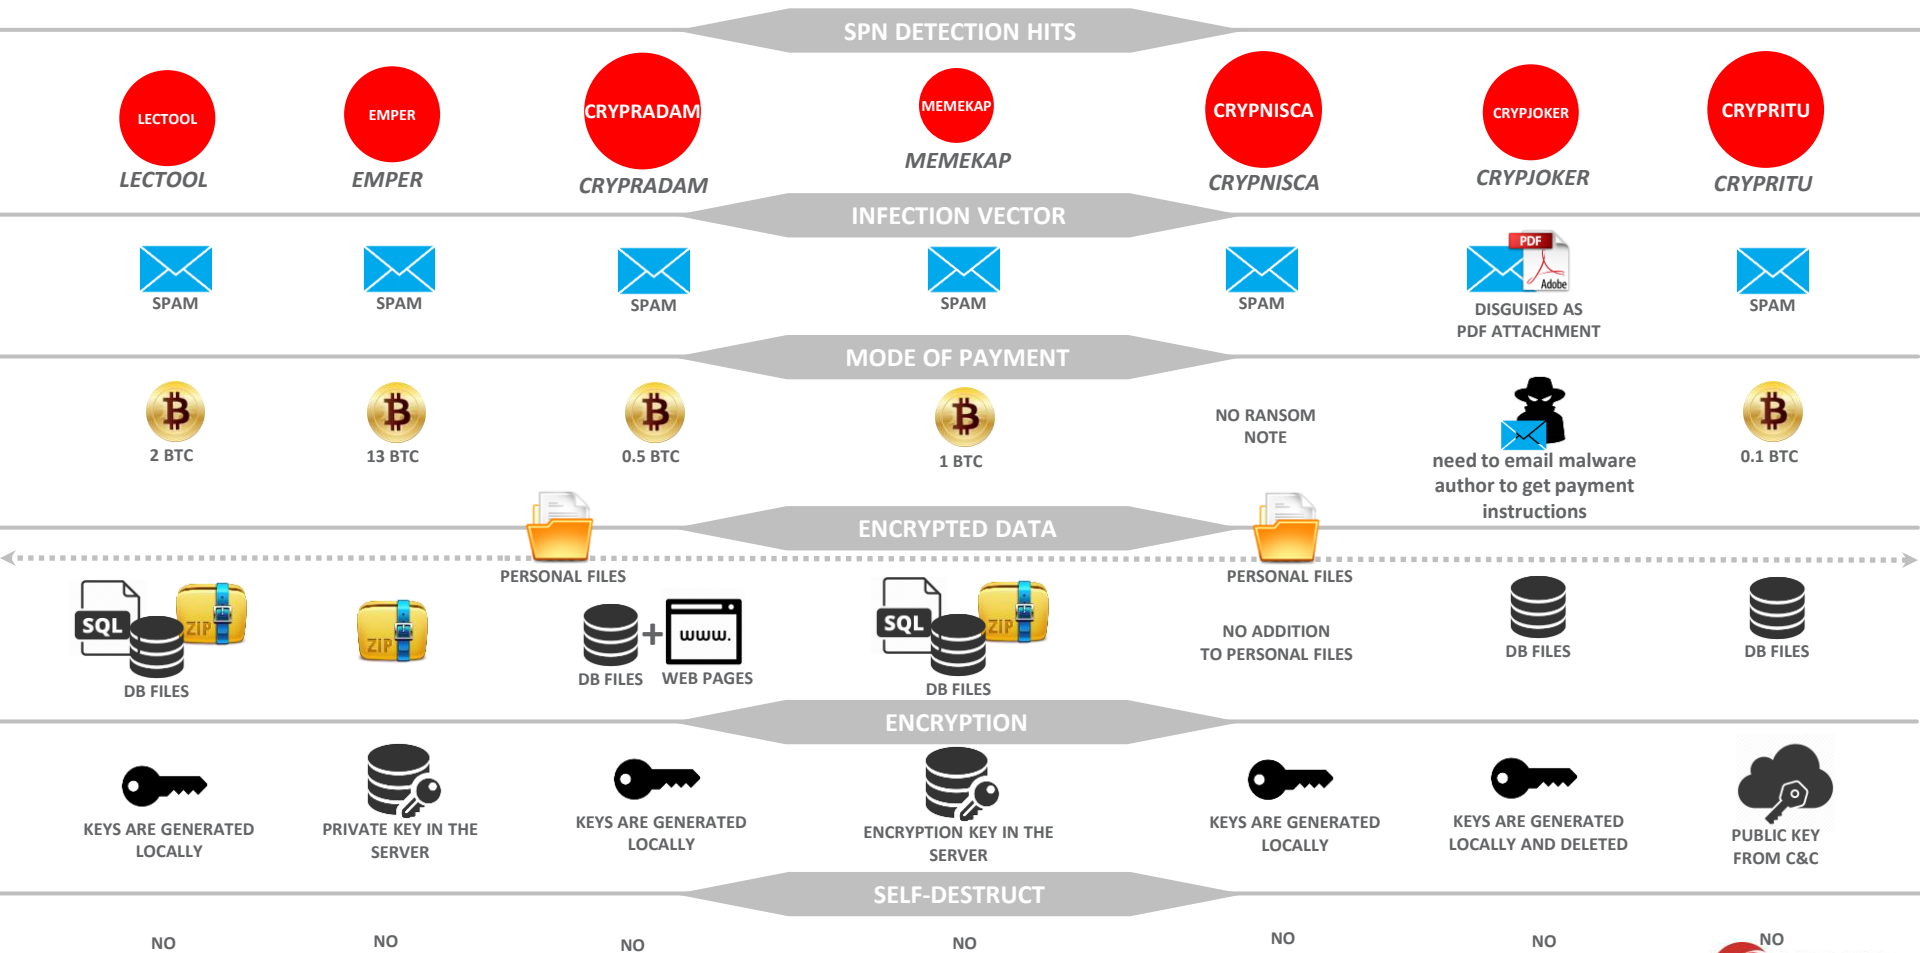 SPN DETECTION HITS
LECTOOL
EMPER
CRYPRADAM
MEMEKAP
CRYPNISCA
CRYPJOKER
CRYPRITU
LECTOOL
EMPER
CRYPRADAM
MEMEKAP
CRYPNISCA
CRYPJOKER
CRYPRITU
INFECTION VECTOR
SPAM
SPAM
SPAM
SPAM
SPAM
PDF
Adobe
DISGUISED AS
PDF ATTACHMENT
SPAM
MODE OF PAYMENT
2 BTC
13 BTC
0.5 BTC
1 BTC
NO RANSOM
NOTE
need to email malware
author to get payment
instructions
0.1 BTC
ENCRYPTED DATA
PERSONAL FILES
PERSONAL FILES
SQL
ZIP
DB FILES
ZIP
www.
DB FILES
WEB PAGES
SQL
ZIP
DB FILES
NO ADDITION
TO PERSONAL FILES
DB FILES
DB FILES
ENCRYPTION
KEYS ARE GENERATED
LOCALLY
PRIVATE KEY IN THE
SERVER
KEYS ARE GENERATED
LOCALLY
ENCRYPTION KEY IN THE
SERVER
KEYS ARE GENERATED
LOCALLY
KEYS ARE GENERATED
LOCALLY AND DELETED
PUBLIC KEY
FROM C&C
SELF-DESTRUCT
NO
NO
NO
NO
NO
NO
NO